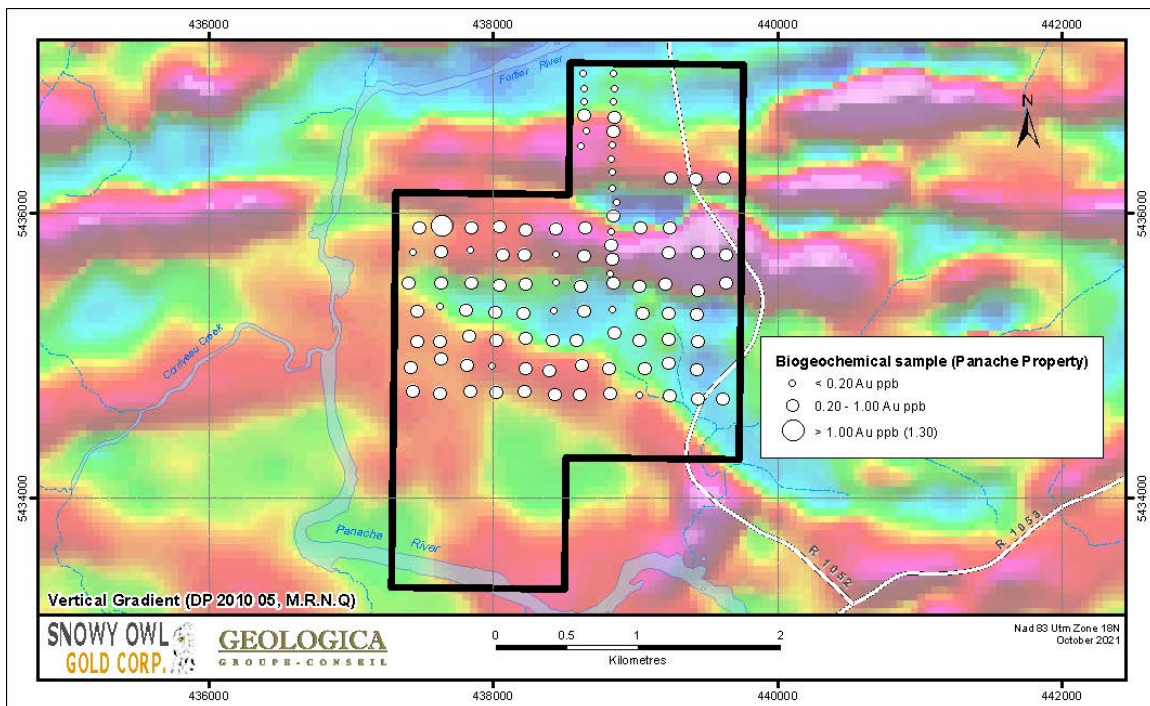 436000 438000 440000 442000
Fortier River
N
5436000 5436000
Corriveau Creek
Biogeochemical sample (Panache Property)
< 0.20 Au ppb
0.20 - 1.00 Au ppb
> 1.00 Au ppb (1.30)
5434000 5434000
Panache River
R 1052
R 1053
Vertical Gradient (DP 2010 05, M.R.N.Q)
SNOWY OWL
GOLD CORP.
GEOLOGICA
GROUPE-CONSEIL
0 0.5 1 2
Kilometres
Nad 83 Utm Zone 18N
October 2021
436000 438000 440000 442000